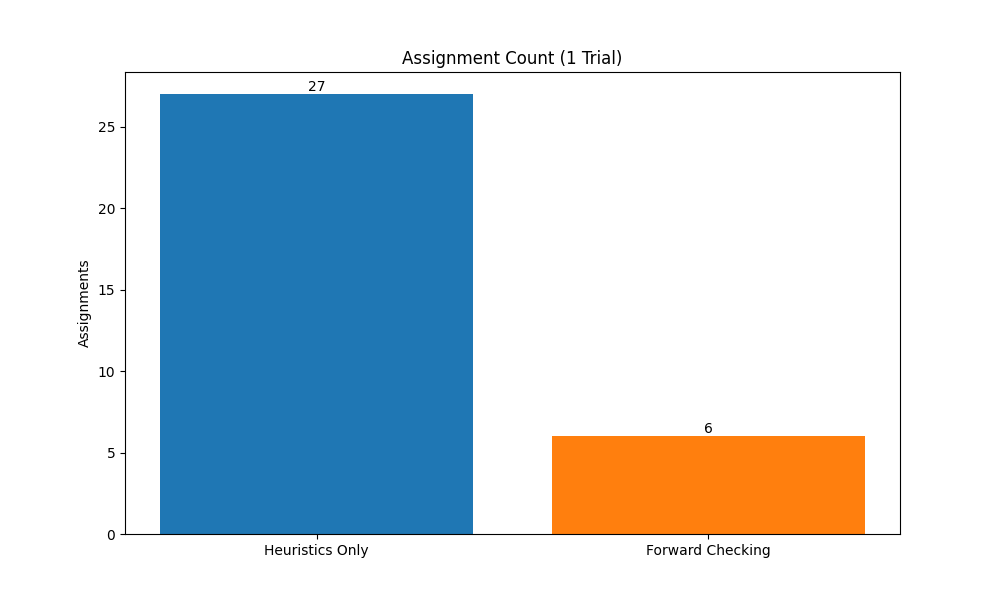 Assignment Count (1 Trial)
27
25
20
15
10
5
0
Assignments
6
Heuristics Only
Forward Checking